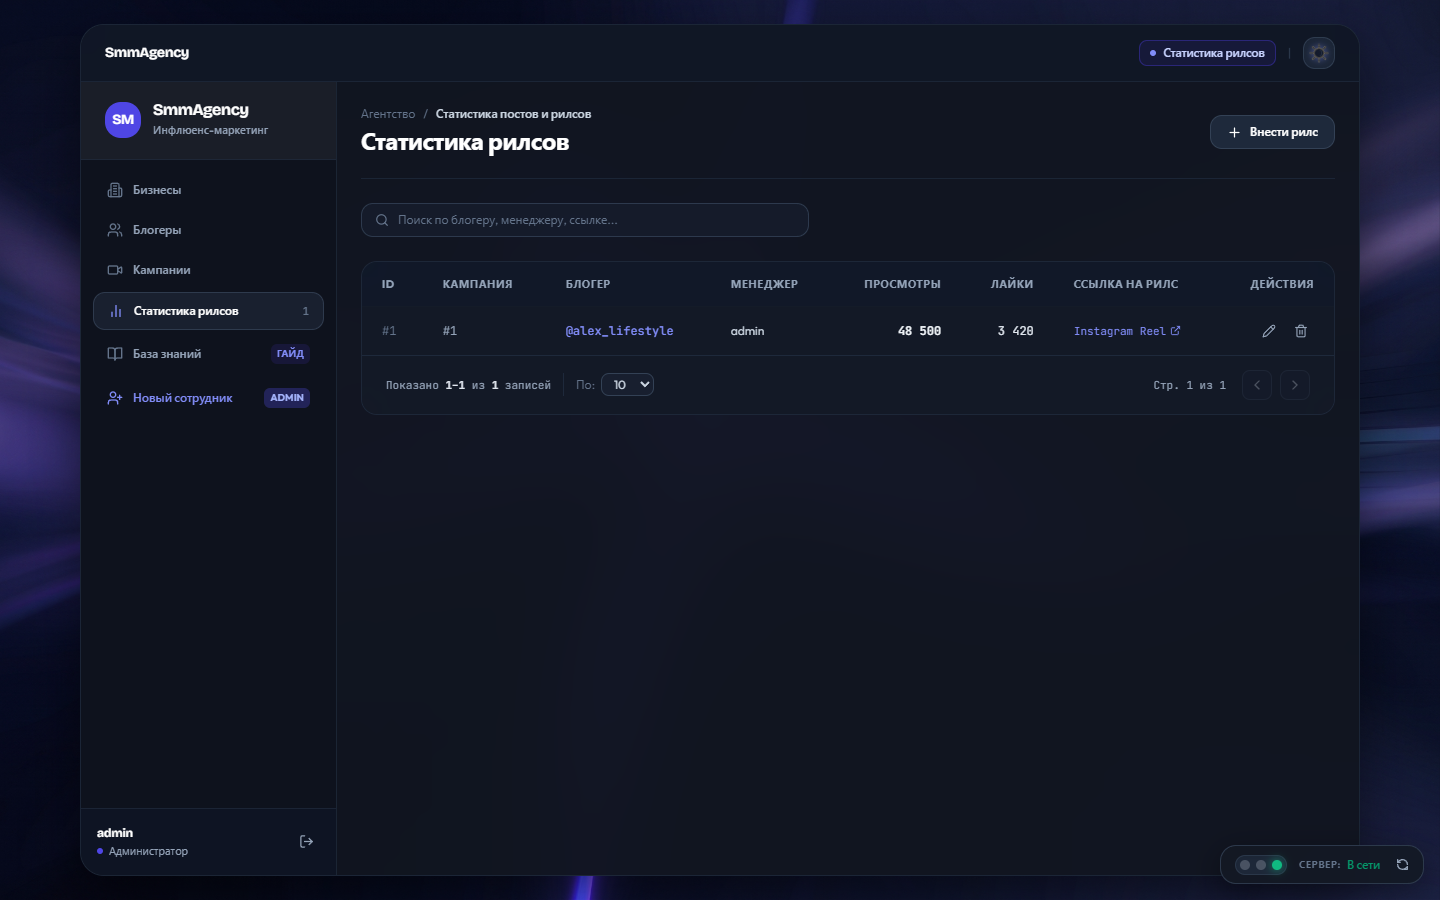 SmmAgency
Статистика рилсов
SM
SmmAgency
Инфлюенс-маркетинг
Бизнесы
Блогеры
Кампании
Статистика рилсов 1
База знаний ГАЙД
Новый сотрудник ADMIN
admin
Администратор
Агентство / Статистика постов и рилсов
Статистика рилсов
Внести рилс
Поиск по блогеру, менеджеру, ссылке...
ID КАМПАНИЯ БЛОГЕР МЕНЕДЖЕР ПРОСМОТРЫ ЛАЙКИ ССЫЛКА НА РИЛС ДЕЙСТВИЯ
#1 #1 @alex_lifestyle admin 48 500 3 420 Instagram Reel
Показано 1–1 из 1 записей По: 10 Стр. 1 из 1
СЕРВЕР: В сети